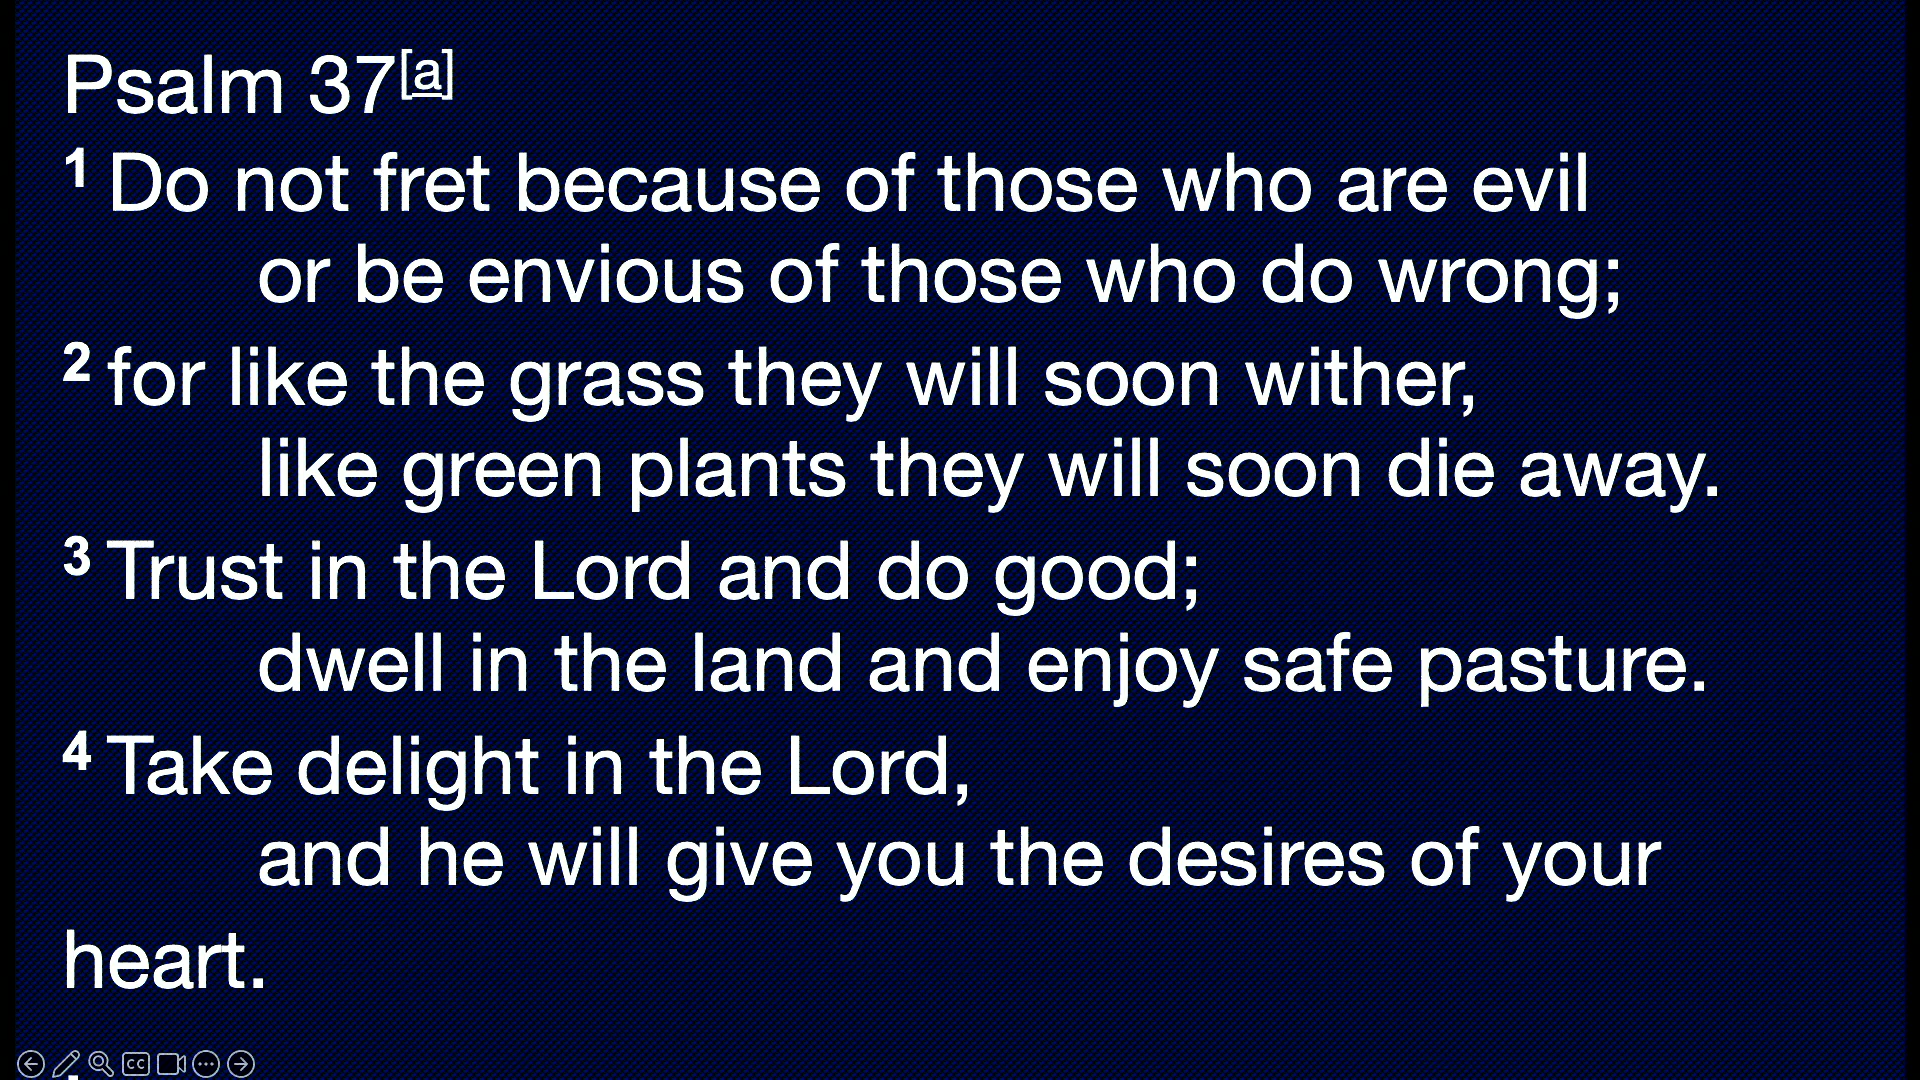 Psalm 37[a]
1 Do not fret because of those who are evil
or be envious of those who do wrong;
2 for like the grass they will soon wither,
like green plants they will soon die away.
3 Trust in the Lord and do good;
dwell in the land and enjoy safe pasture.
4 Take delight in the Lord,
and he will give you the desires of your
heart.
CC